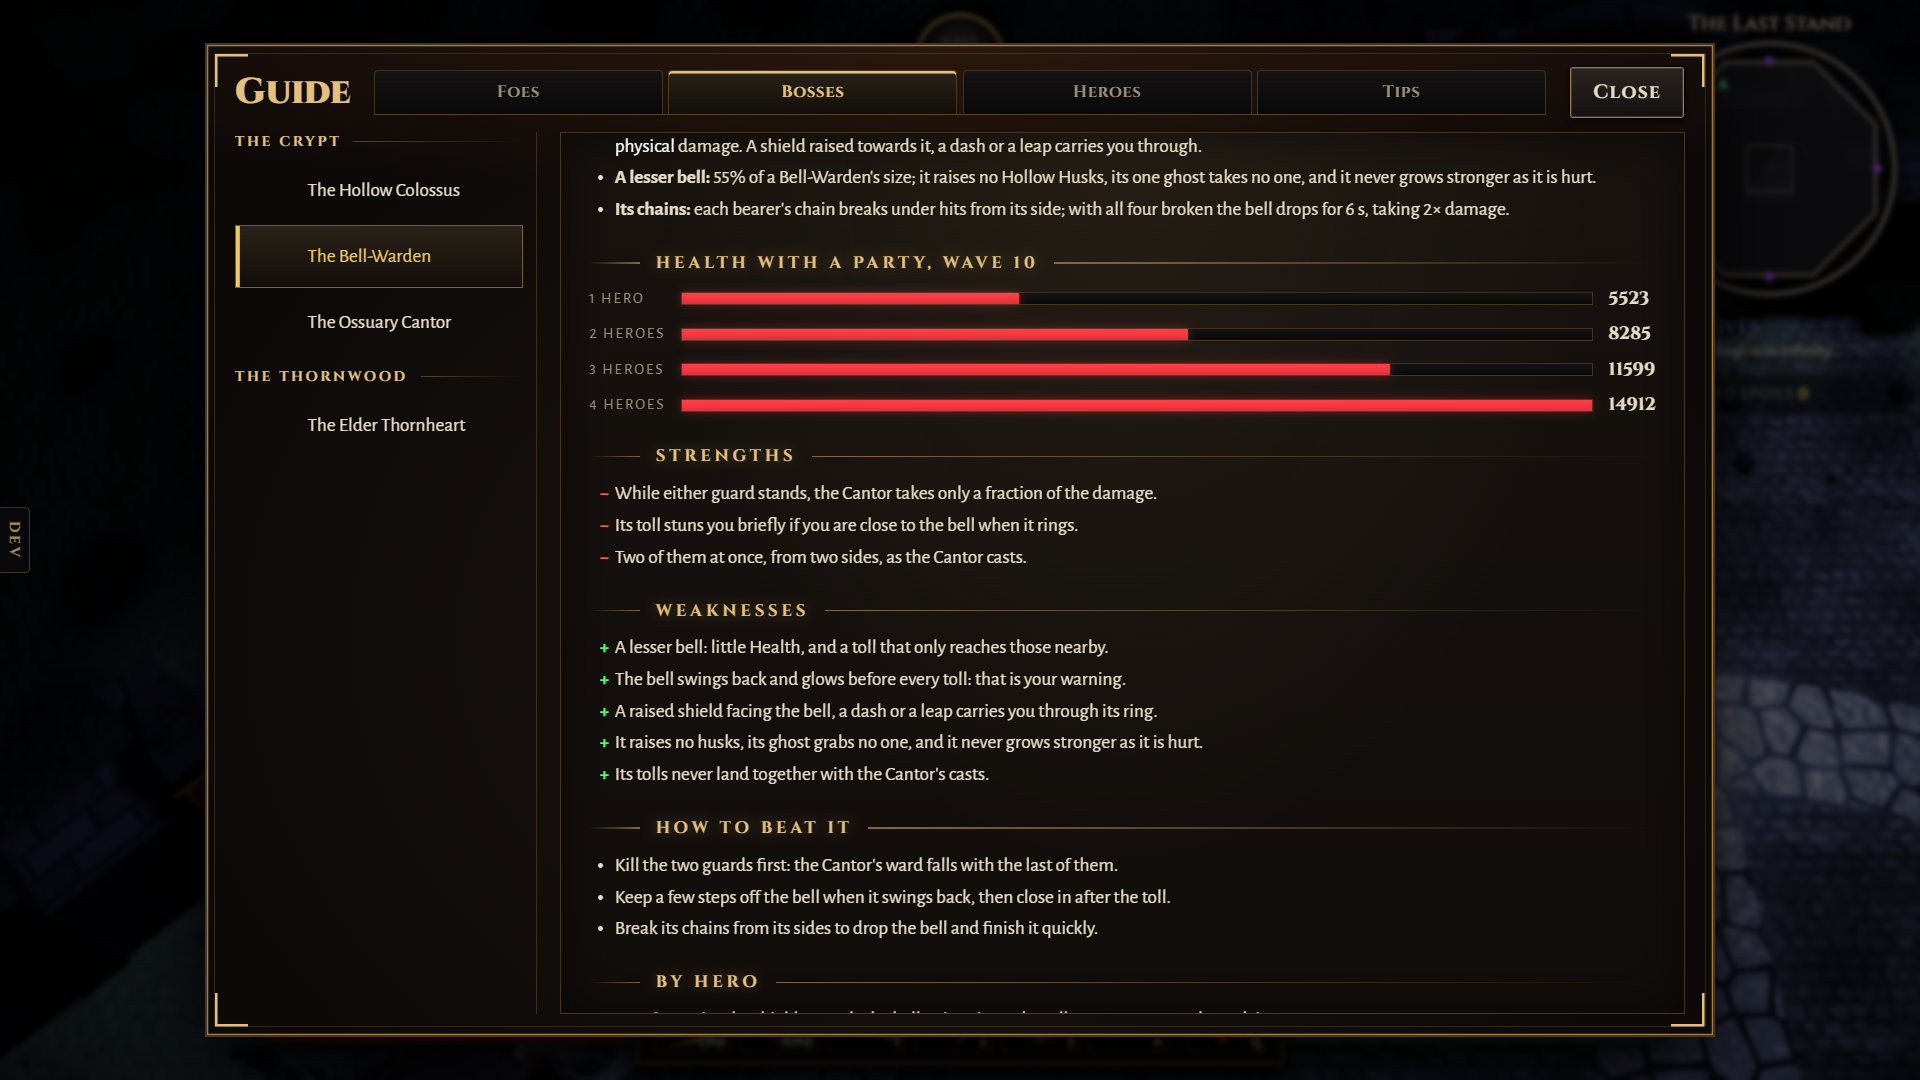 THE LAST STAND
GUIDE
FOES
BOSSES
HEROES
TIPS
CLOSE
THE CRYPT
The Hollow Colossus
The Bell-Warden
The Ossuary Cantor
THE THORNWOOD
The Elder Thornheart
DEV
physical damage. A shield raised towards it, a dash or a leap carries you through.
• A lesser bell: 55% of a Bell-Warden's size; it raises no Hollow Husks, its one ghost takes no one, and it never grows stronger as it is hurt.
• Its chains: each bearer's chain breaks under hits from its side; with all four broken the bell drops for 6 s, taking 2× damage.
HEALTH WITH A PARTY, WAVE 10
1 HERO 5523
2 HEROES 8285
3 HEROES 11599
4 HEROES 14912
STRENGTHS
– While either guard stands, the Cantor takes only a fraction of the damage.
– Its toll stuns you briefly if you are close to the bell when it rings.
– Two of them at once, from two sides, as the Cantor casts.
WEAKNESSES
+ A lesser bell: little Health, and a toll that only reaches those nearby.
+ The bell swings back and glows before every toll: that is your warning.
+ A raised shield facing the bell, a dash or a leap carries you through its ring.
+ It raises no husks, its ghost grabs no one, and it never grows stronger as it is hurt.
+ Its tolls never land together with the Cantor's casts.
HOW TO BEAT IT
• Kill the two guards first: the Cantor's ward falls with the last of them.
• Keep a few steps off the bell when it swings back, then close in after the toll.
• Break its chains from its sides to drop the bell and finish it quickly.
BY HERO